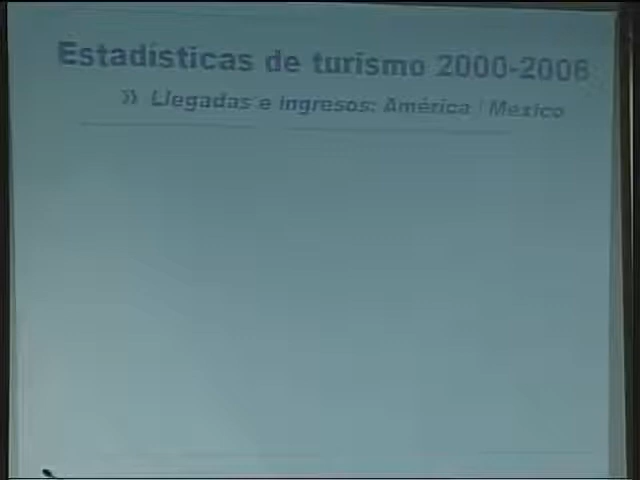 Estadísticas de turismo 2000-2006
» Llegadas e ingresos: América | México